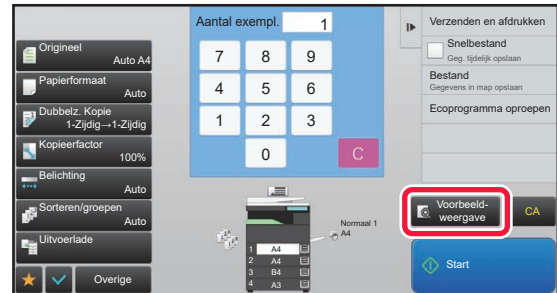 Origineel
Auto A4
Papierformaat
Auto
Dubbelz. Kopie
1-Zijdig→1-Zijdig
Kopieerfactor
100%
Belichting
Auto
Sorteren/groepen
Auto
Uitvoerlade
Overige
Aantal exempl. 1
7 8 9
4 5 6
1 2 3
0 C
Normaal 1
A4
1 A4
2 A4
3 B4
4 A3
Verzenden en afdrukken
Snelbestand
Geg. tijdelijk opslaan
Bestand
Gegevens in map opslaan
Ecoprogramma oproepen
Voorbeeld-
weergave
CA
Start